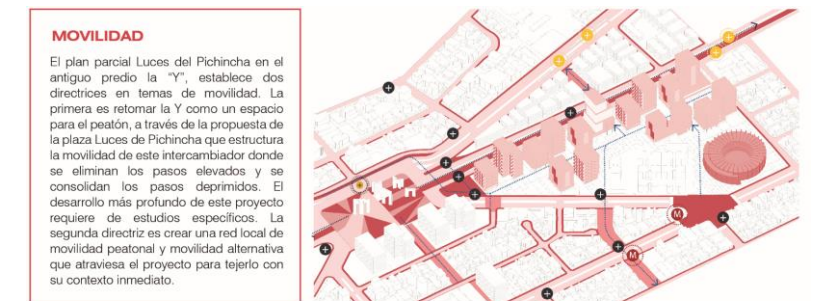 MOVILIDAD
El plan parcial Luces del Pichincha en el
antiguo predio la “Y”, establece dos
directrices en temas de movilidad. La
primera es retomar la Y como un espacio
para el peatón, a través de la propuesta de
la plaza Luces de Pichincha que estructura
la movilidad de este intercambiador donde
se eliminan los pasos elevados y se
consolidan los pasos deprimidos. El
desarrollo más profundo de este proyecto
requiere de estudios específicos. La
segunda directriz es crear una red local de
movilidad peatonal y movilidad alternativa
que atraviesa el proyecto para tejerlo con
su contexto inmediato.
M
M